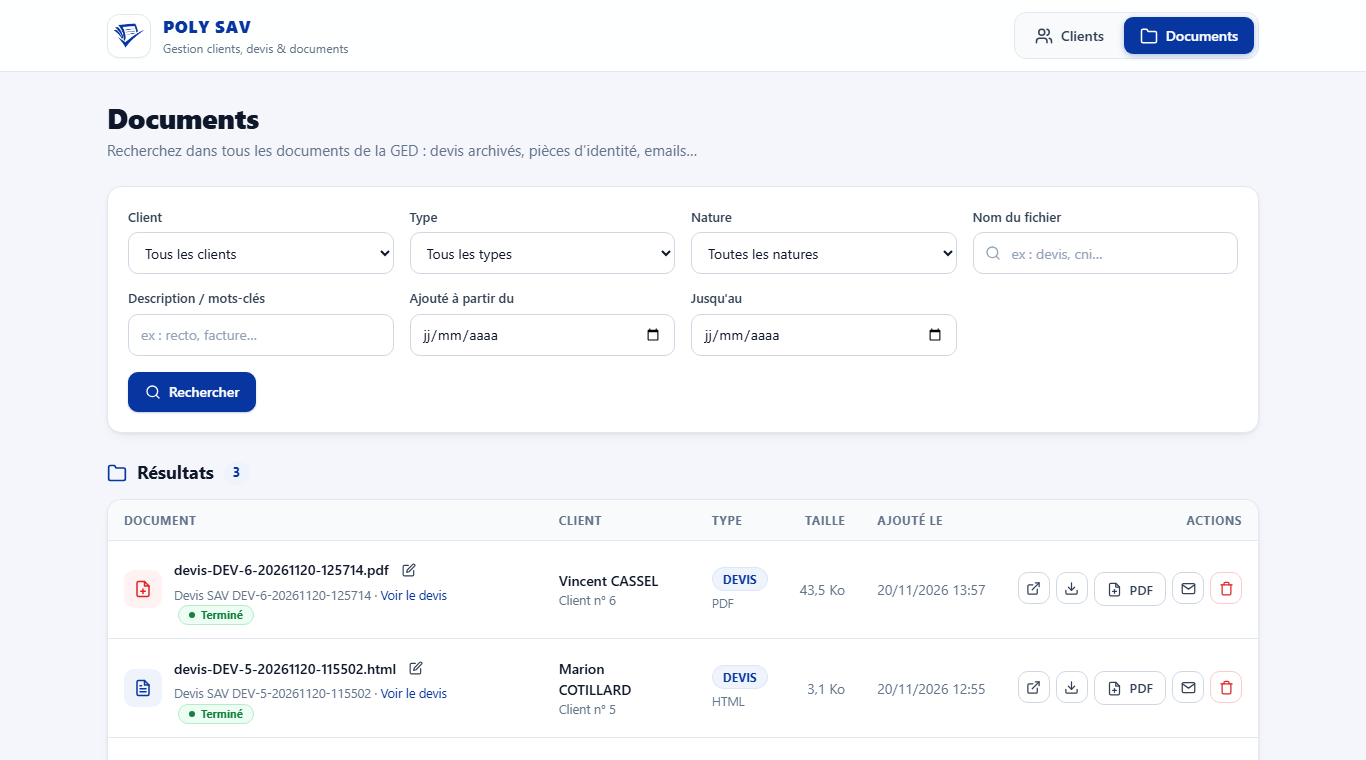 POLY SAV
Gestion clients, devis & documents
Clients
Documents
Documents
Recherchez dans tous les documents de la GED : devis archivés, pièces d'identité, emails...
Client
Type
Nature
Nom du fichier
Tous les clients
Tous les types
Toutes les natures
ex : devis, cni...
Description / mots-clés
Ajouté à partir du
Jusqu'au
ex : recto, facture...
jj/mm/aaaa
jj/mm/aaaa
Rechercher
Résultats 3
DOCUMENT CLIENT TYPE TAILLE AJOUTÉ LE ACTIONS
devis-DEV-6-20261120-125714.pdf
Devis SAV DEV-6-20261120-125714 · Voir le devis
Terminé
Vincent CASSEL
Client n° 6
DEVIS
PDF
43,5 Ko
20/11/2026 13:57
PDF
devis-DEV-5-20261120-115502.html
Devis SAV DEV-5-20261120-115502 · Voir le devis
Terminé
Marion
COTILLARD
Client n° 5
DEVIS
HTML
3,1 Ko
20/11/2026 12:55
PDF